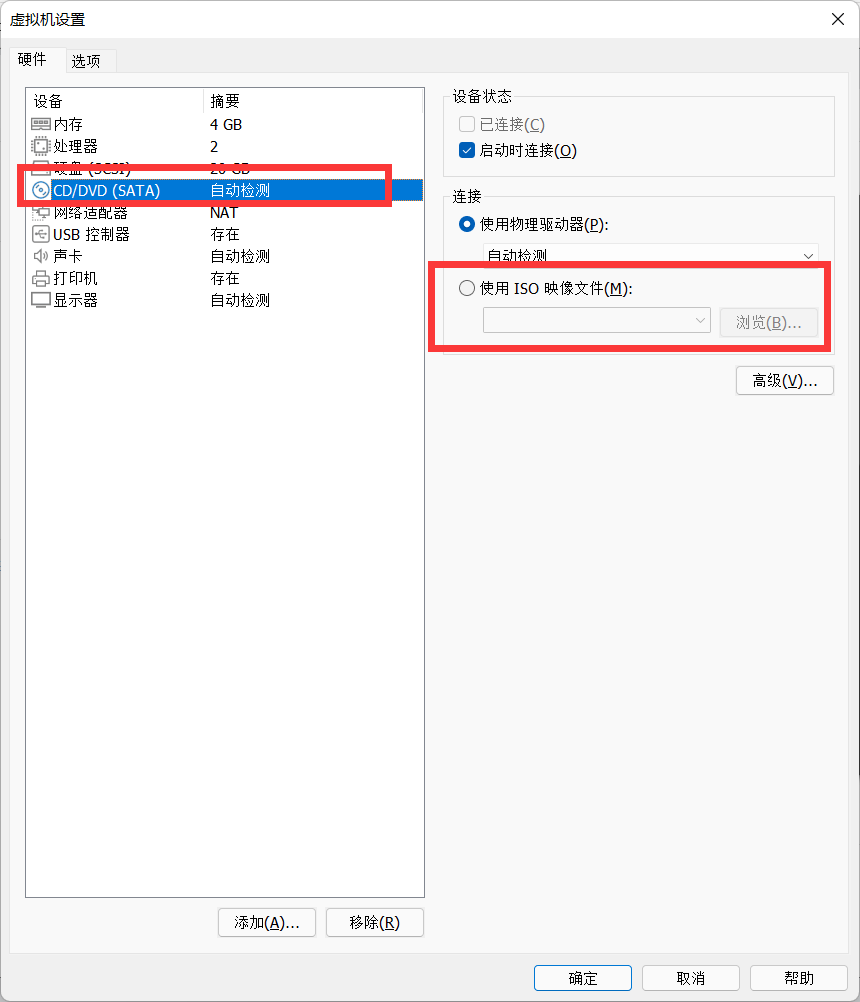 虚拟机设置
硬件 选项
设备 摘要
内存 4 GB
处理器 2
硬盘 (SCSI) 20 GB
CD/DVD (SATA) 自动检测
网络适配器 NAT
USB 控制器 存在
声卡 自动检测
打印机 存在
显示器 自动检测
添加(A)... 移除(R)
设备状态
已连接(C)
启动时连接(O)
连接
使用物理驱动器(P):
自动检测
使用 ISO 映像文件(M):
浏览(B)...
高级(V)...
确定 取消 帮助